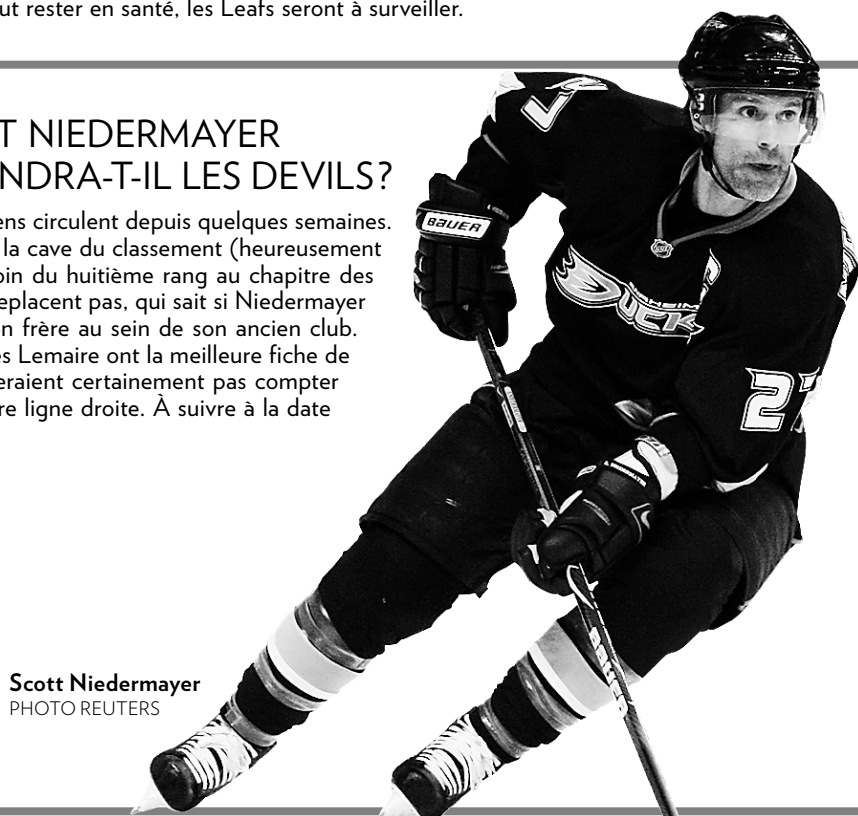 ut rester en santé, les Leafs seront à surveiller.
T NIEDERMAYER
NDRA-T-IL LES DEVILS?
ens circulent depuis quelques semaines.
la cave du classement (heureusement
oin du huitième rang au chapitre des
eplacent pas, qui sait si Niedermayer
n frère au sein de son ancien club.
es Lemaire ont la meilleure fiche de
eraient certainement pas compter
re ligne droite. À suivre à la date
BAUER
DUCKS
27
Scott Niedermayer
PHOTO REUTERS